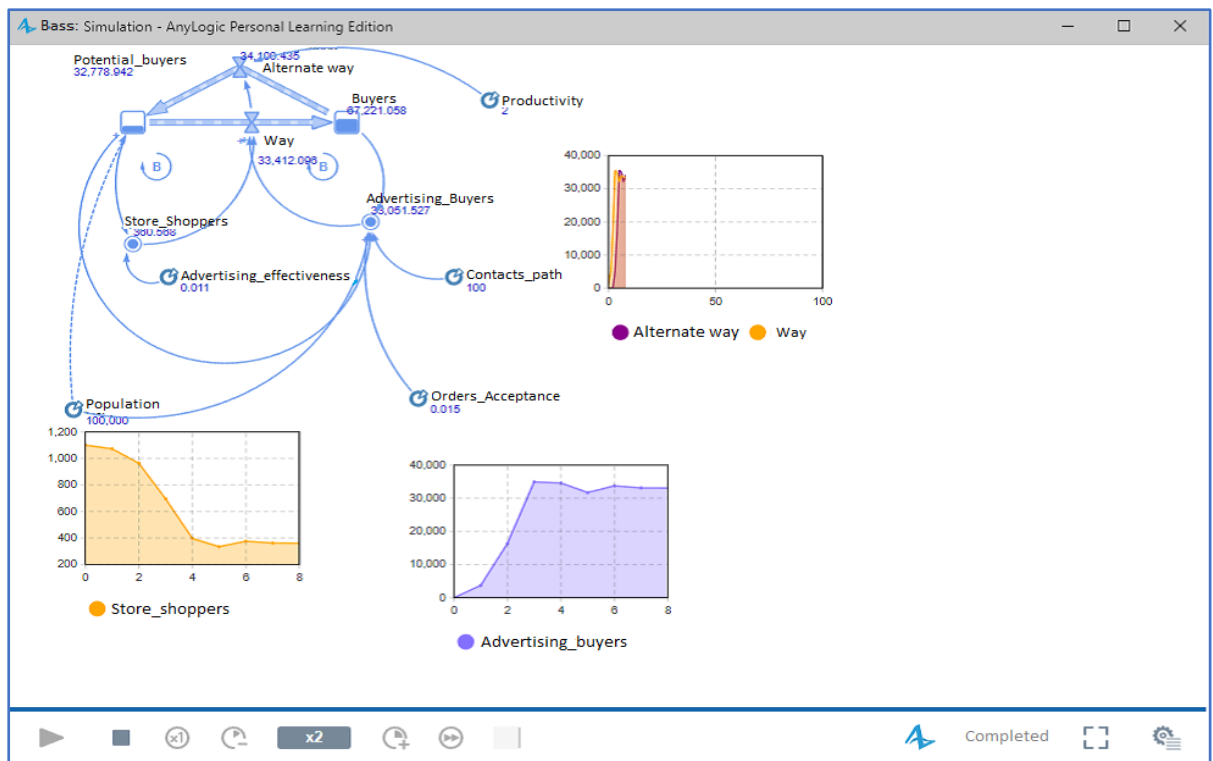 Bass: Simulation - AnyLogic Personal Learning Edition
Potential_buyers
32,778.942
34,100.435
Alternate way
Buyers
67,221.058
Productivity
2
Way
33,412.096
B
B
Advertising_Buyers
33,051.527
Store_Shoppers
360.568
Advertising_effectiveness
0.011
Contacts_path
100
Orders_Acceptance
0.015
Population
100,000
40,000
30,000
20,000
10,000
0
0 50 100
Alternate way Way
1,200
1,000
800
600
400
200
0 2 4 6 8
Store_shoppers
40,000
30,000
20,000
10,000
0
0 2 4 6 8
Advertising_buyers
x1
x2
Completed